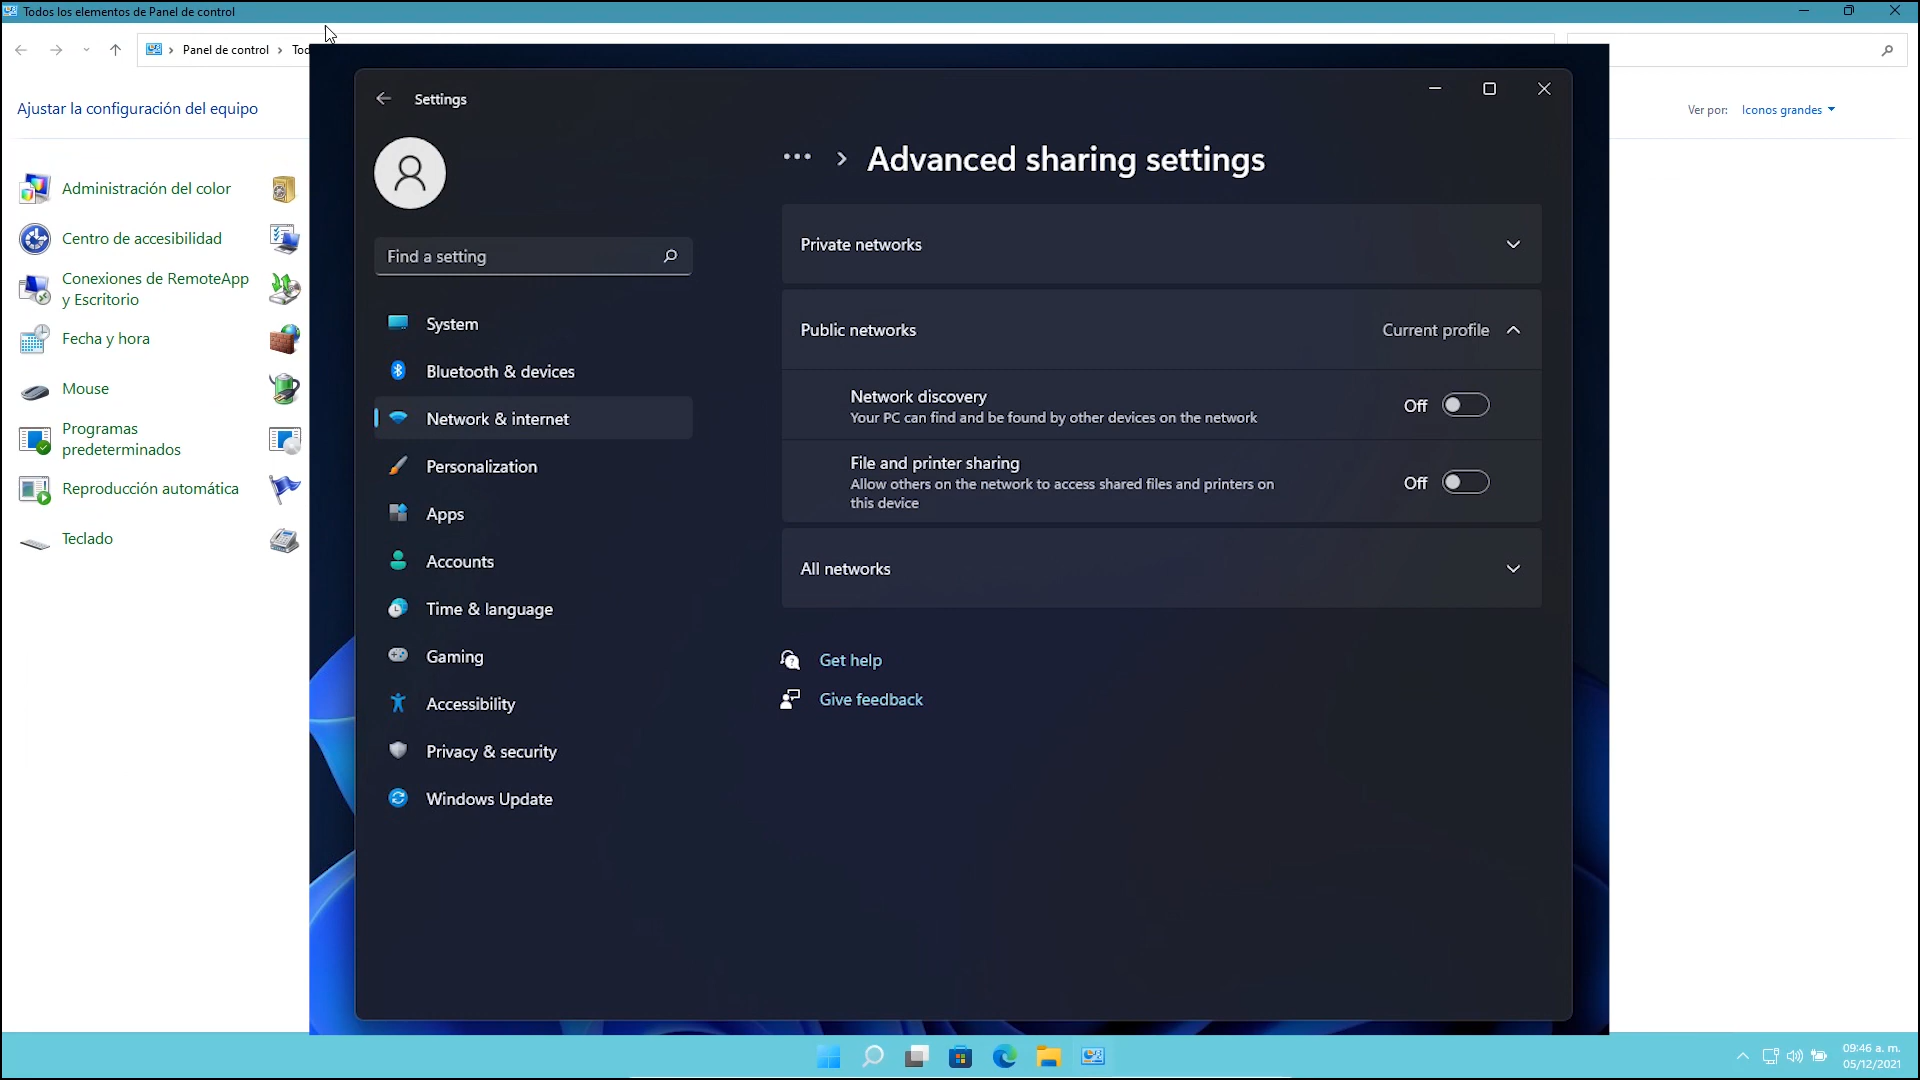 Todos los elementos de Panel de control
Panel de control
Ajustar la configuración del equipo
Ver por:
Iconos grandes
Administración del color
Centro de accesibilidad
Conexiones de RemoteApp
y Escritorio
Fecha y hora
Mouse
Programas
predeterminados
Reproducción automática
Teclado
Settings
Find a setting
System
Bluetooth & devices
Network & internet
Personalization
Apps
Accounts
Time & language
Gaming
Accessibility
Privacy & security
Windows Update
Advanced sharing settings
Private networks
Public networks
Current profile
Network discovery
Your PC can find and be found by other devices on the network
Off
File and printer sharing
Allow others on the network to access shared files and printers on
this device
Off
All networks
Get help
Give feedback
09:46 a. m.
05/12/2021